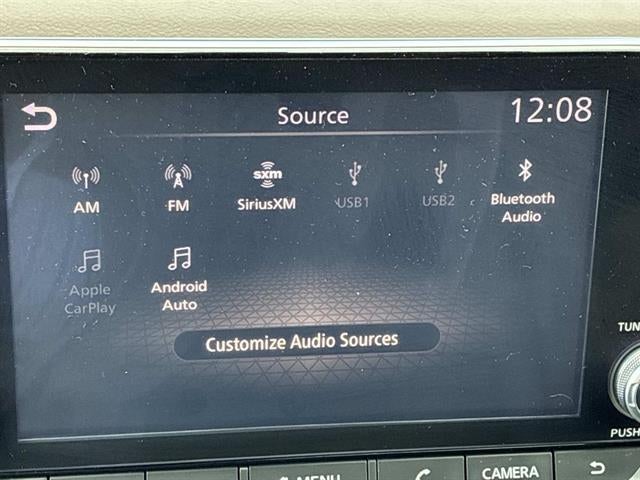 Source
12:08
AM
FM
sxm
SiriusXM
USB1
USB2
Bluetooth
Audio
Apple
CarPlay
Android
Auto
Customize Audio Sources
TUN
PUSH
MENU
CAMERA